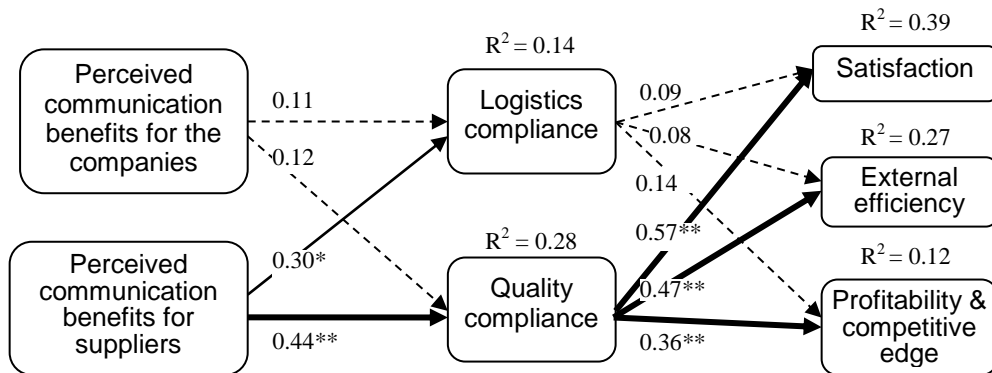 R² = 0.39
R² = 0.14
Satisfaction
Perceived
communication
benefits for the
companies
0.11
0.12
Logistics
compliance
0.09
0.08
0.14
R² = 0.27
External
efficiency
R² = 0.28
0.57**
R² = 0.12
Perceived
communication
benefits for
suppliers
0.30*
0.44**
Quality
compliance
0.47**
0.36**
Profitability &
competitive
edge